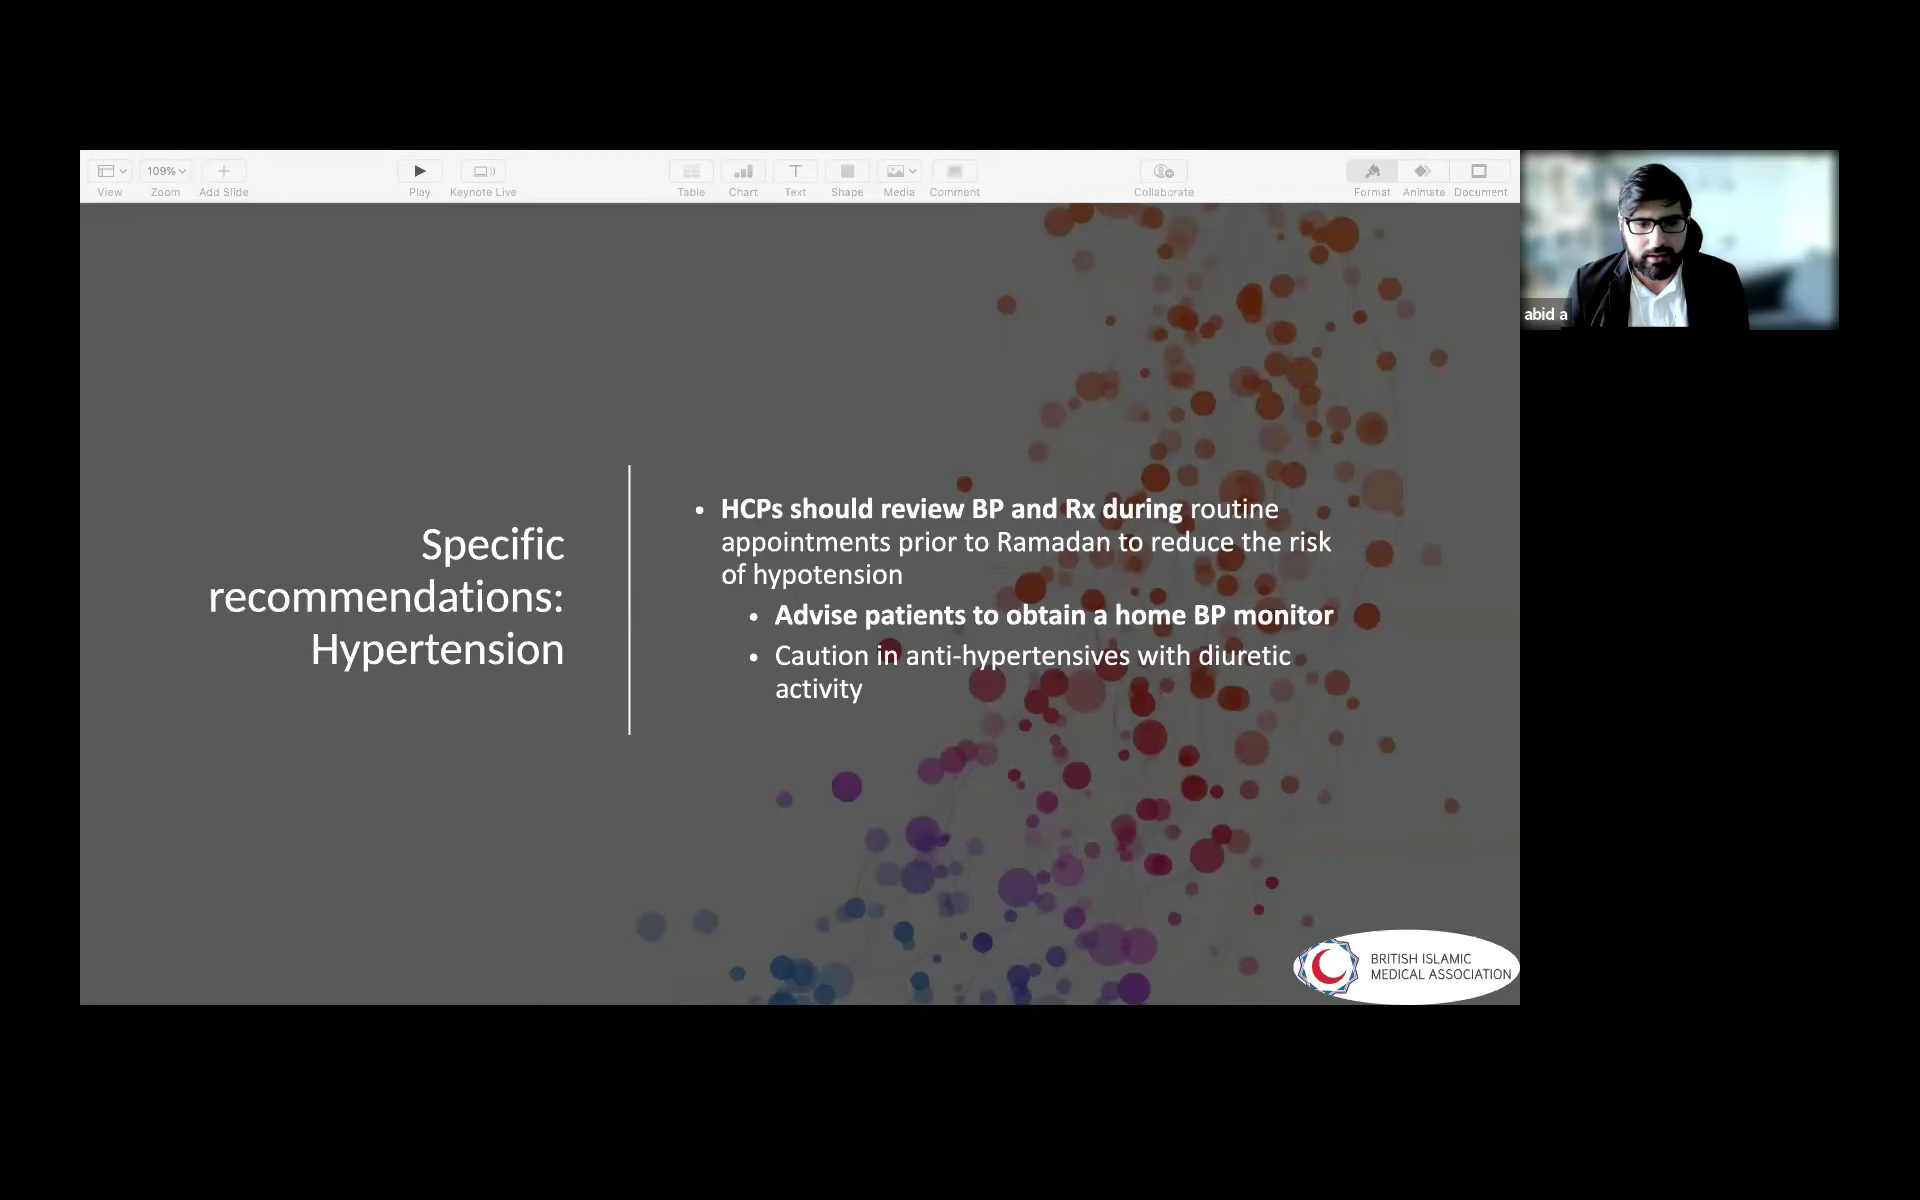 109%
View
Zoom
Add Slide
Play
Keynote Live
Table
Chart
Text
Shape
Media
Comment
Collaborate
Format
Animate
Document
abid a
Specific
recommendations:
Hypertension
• HCPs should review BP and Rx during routine
appointments prior to Ramadan to reduce the risk
of hypotension
• Advise patients to obtain a home BP monitor
• Caution in anti-hypertensives with diuretic
activity
BRITISH ISLAMIC
MEDICAL ASSOCIATION